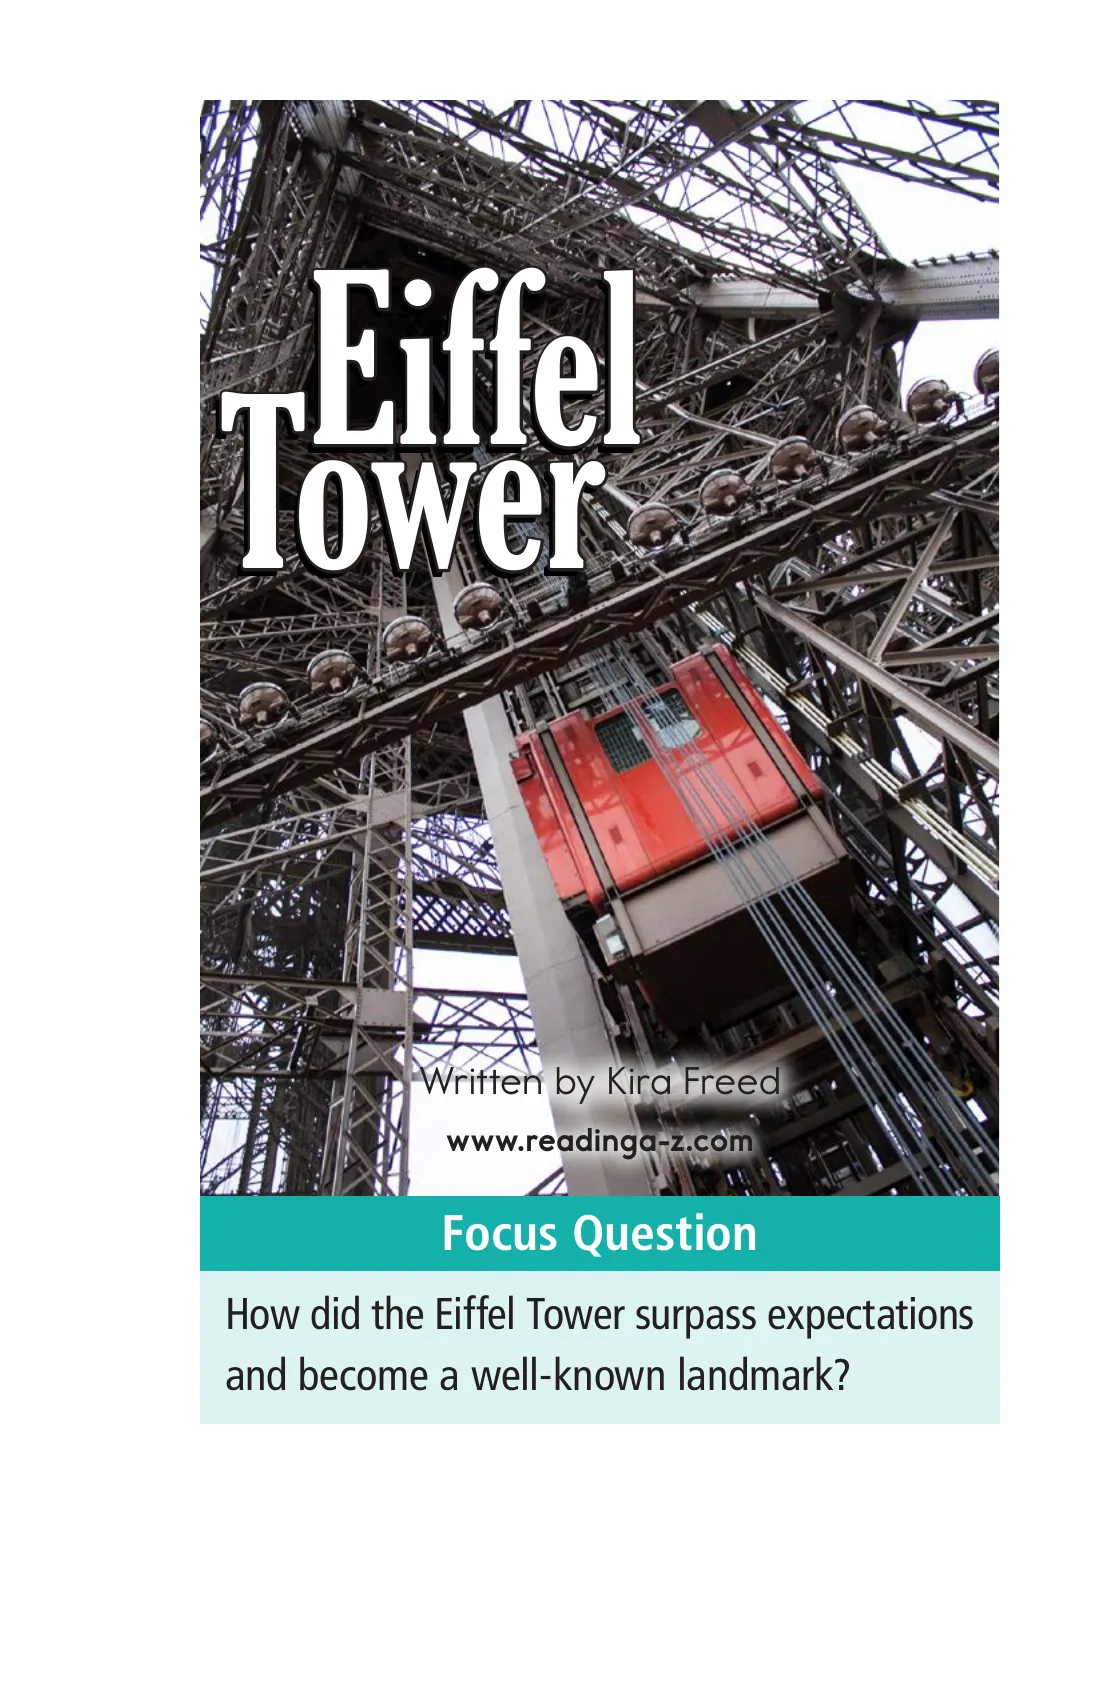 Eiffel
Tower
Written by Kira Freed
www.readinga-z.com
Focus Question
How did the Eiffel Tower surpass expectations
and become a well-known landmark?